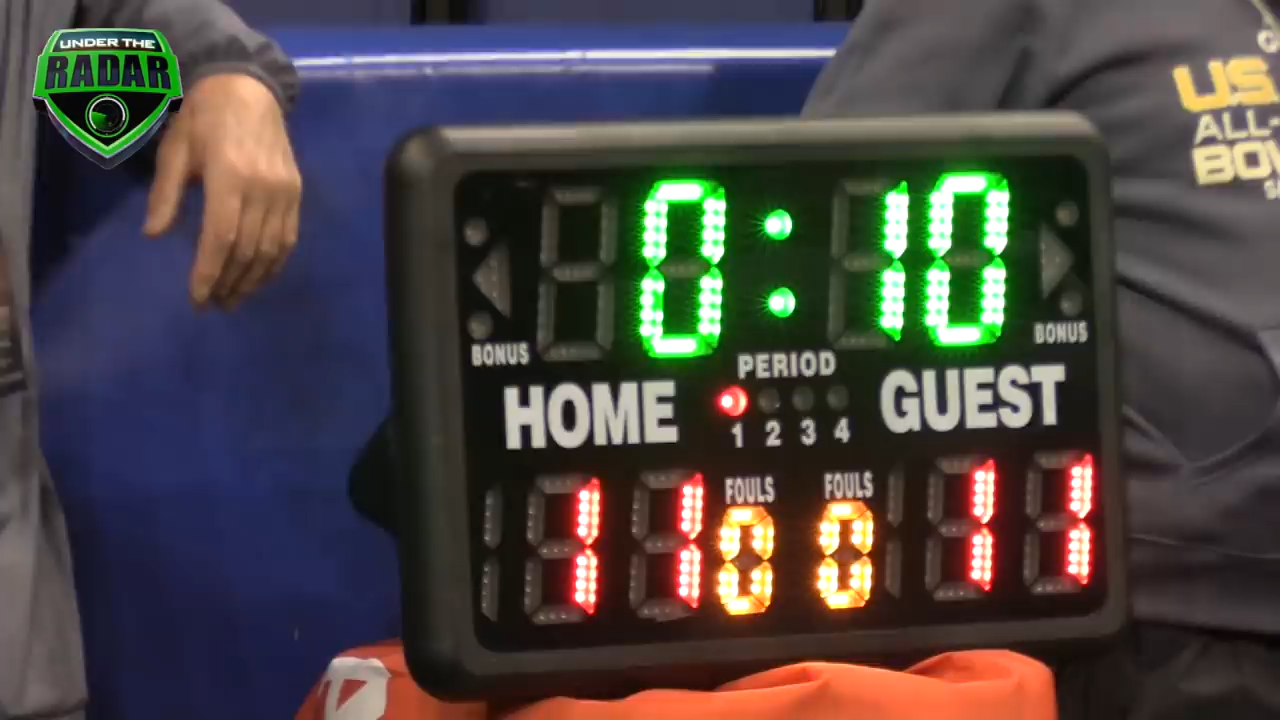 UNDER THE
RADAR
U.S.
ALL-
BOW
0:10
BONUS
BONUS
PERIOD
HOME
GUEST
1 2 3 4
FOULS
FOULS
11
0
0
11